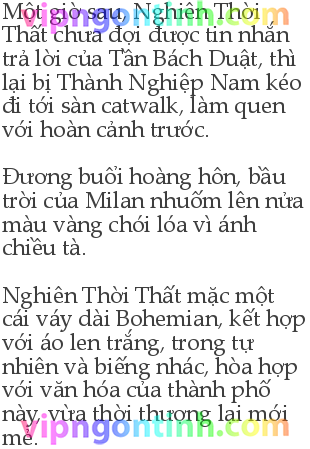 Một giờ sau, Nghiên Thời
Thất chưa đợi được tin nhắn
trả lời của Tần Bách Duật, thì
lại bị Thành Nghiệp Nam kéo
đi tới sàn catwalk, làm quen
với hoàn cảnh trước.
Đương buổi hoàng hôn, bầu
trời của Milan nhuốm lên nửa
màu vàng chói lóa vì ánh
chiều tà.
Nghiên Thời Thất mặc một
cái váy dài Bohemian, kết hợp
với áo len trắng, trong tự
nhiên và biếng nhác, hòa hợp
với văn hóa của thành phố
này, vừa thời thượng lại mới
mẻ.
vipngontinh.com
vipngontinh.com